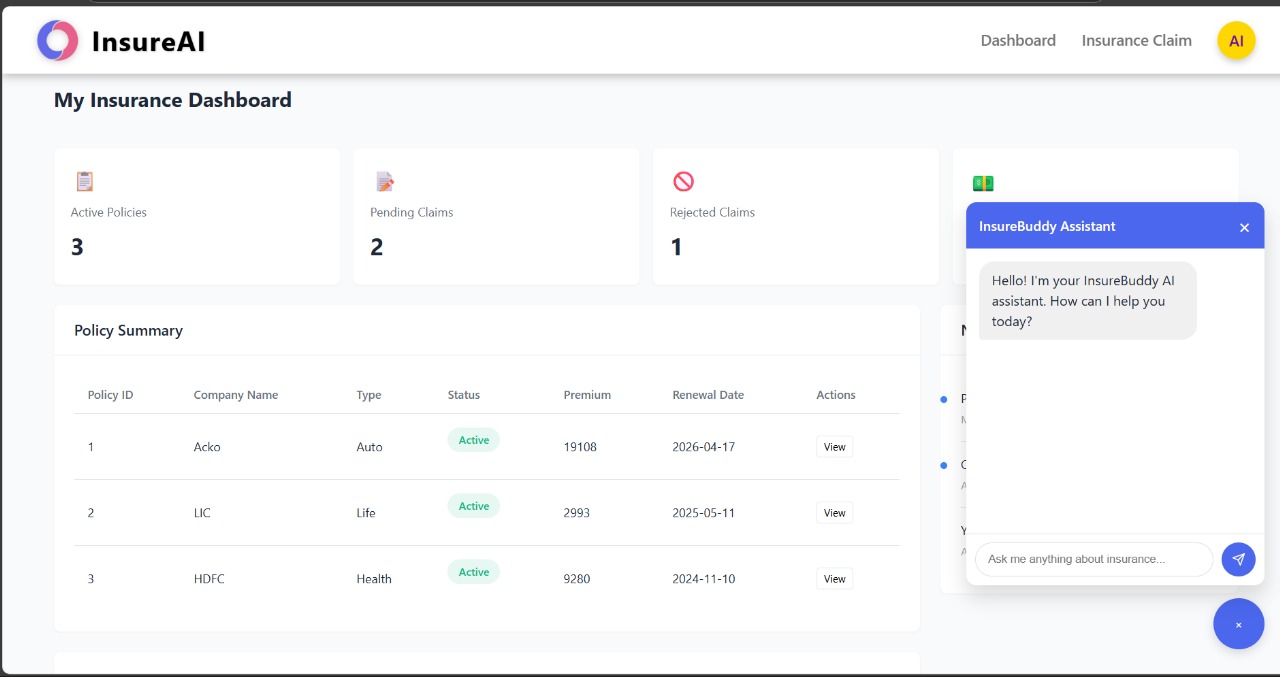 InsureAI
Dashboard Insurance Claim AI
My Insurance Dashboard
Active Policies
3
Pending Claims
2
Rejected Claims
1
Policy Summary
Policy ID Company Name Type Status Premium Renewal Date Actions
1 Acko Auto Active 19108 2026-04-17 View
2 LIC Life Active 2993 2025-05-11 View
3 HDFC Health Active 9280 2024-11-10 View
InsureBuddy Assistant ×
Hello! I'm your InsureBuddy AI
assistant. How can I help you
today?
Ask me anything about insurance...
×